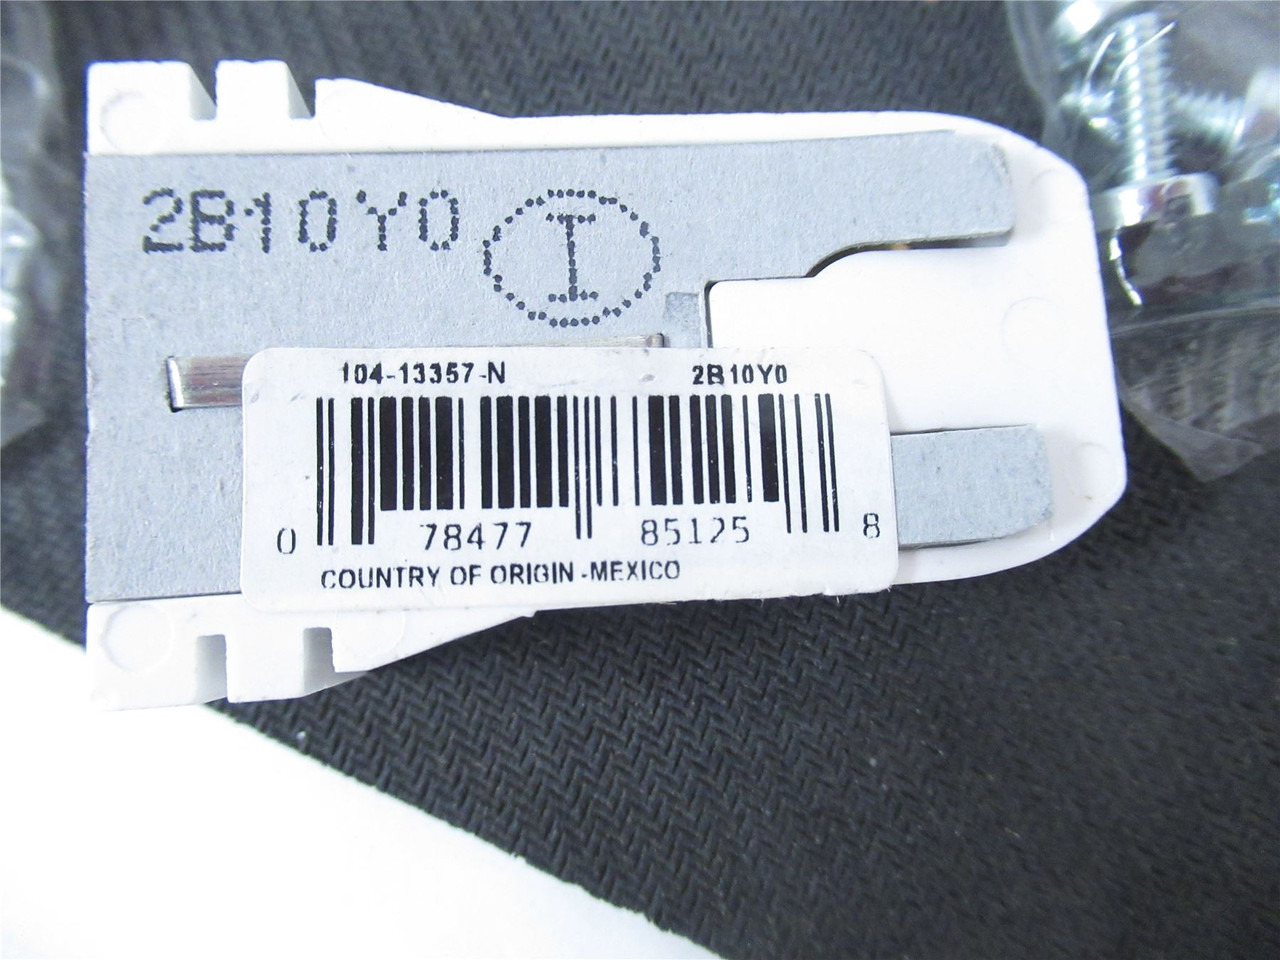 2B10Y0 I
104-13357-N 2B10Y0
0 78477 85125 8
COUNTRY OF ORIGIN -MEXICO